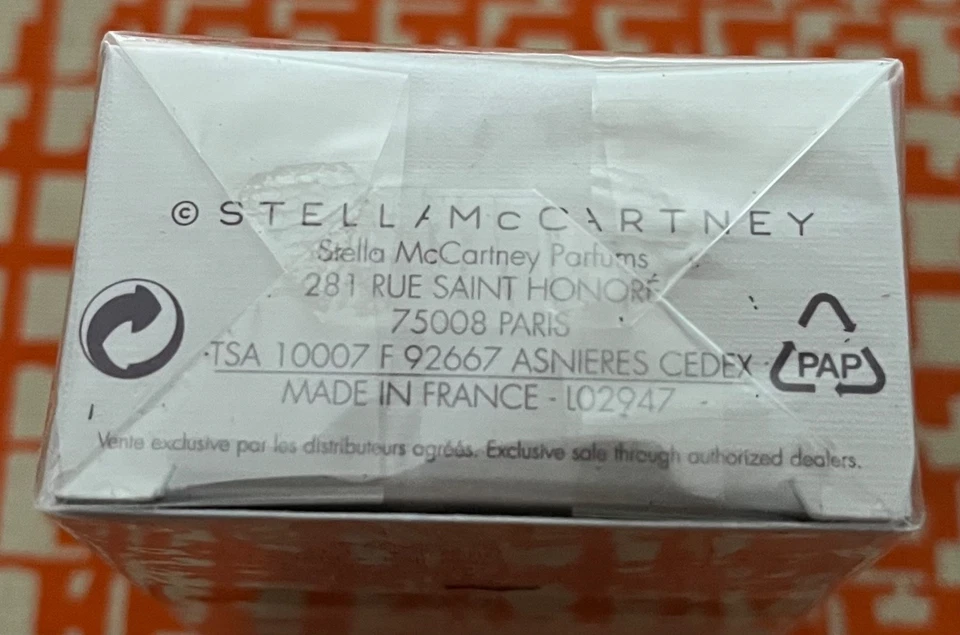 © STELLA McCARTNEY
Stella McCartney Parfums
281 RUE SAINT HONORÉ
75008 PARIS
TSA 10007 F 92667 ASNIERES CEDEX
MADE IN FRANCE - L02947
PAP
Vente exclusive par les distributeurs agréés. Exclusive sale through authorized dealers.